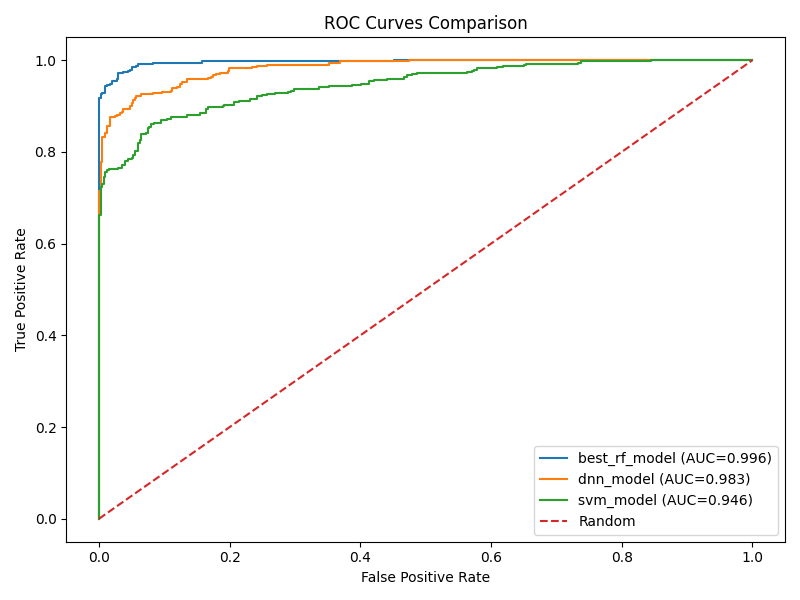 ROC Curves Comparison
True Positive Rate
1.0
0.8
0.6
0.4
0.2
0.0
0.0 0.2 0.4 0.6 0.8 1.0
False Positive Rate
best_rf_model (AUC=0.996)
dnn_model (AUC=0.983)
svm_model (AUC=0.946)
Random